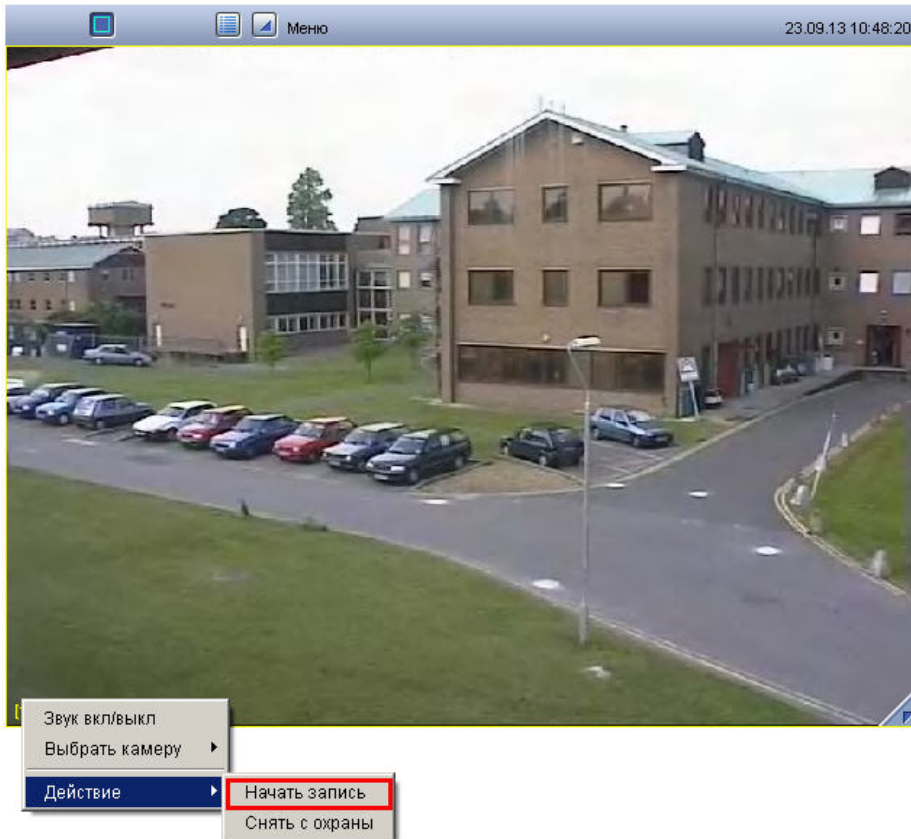 Меню
23.09.13 10:48:20
Звук вкл/выкл
Выбрать камеру
Действие
Начать запись
Снять с охраны